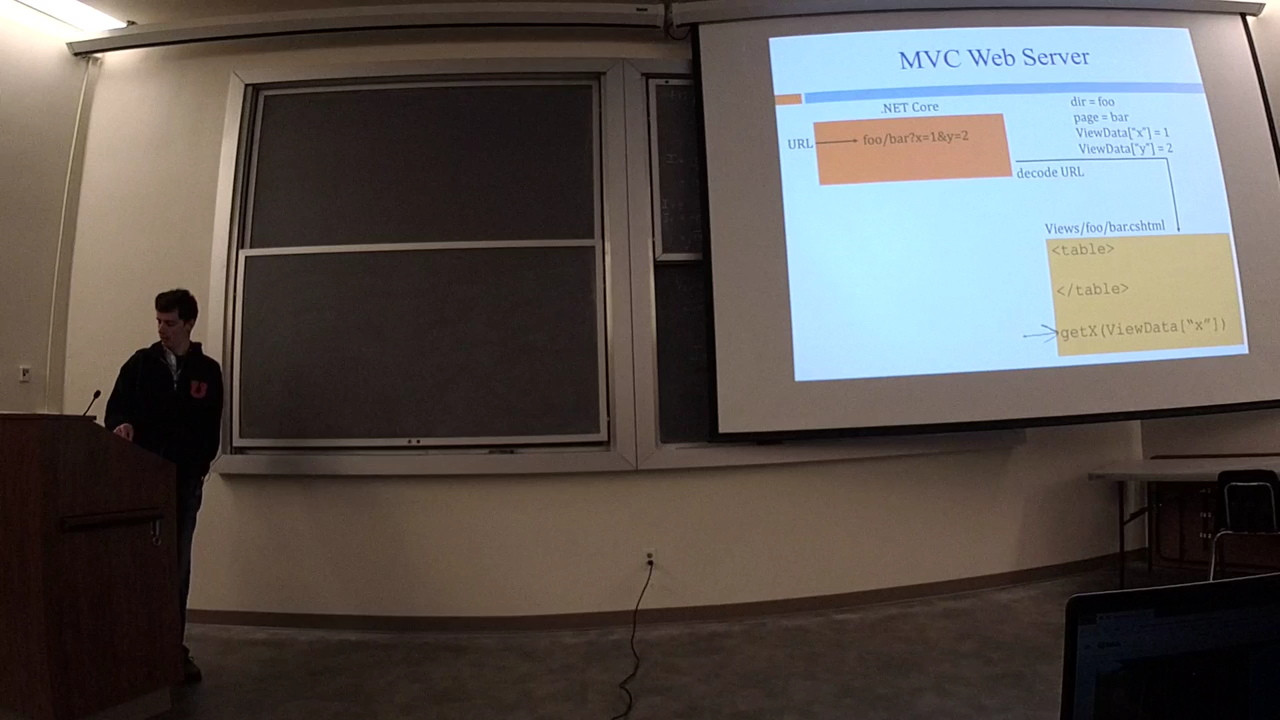 MVC Web Server
.NET Core
dir = foo
page = bar
ViewData["x"] = 1
ViewData["y"] = 2
URL
foo/bar?x=1&y=2
decode URL
Views/foo/bar.cshtml
<table>
</table>
getX(ViewData["x"])
U